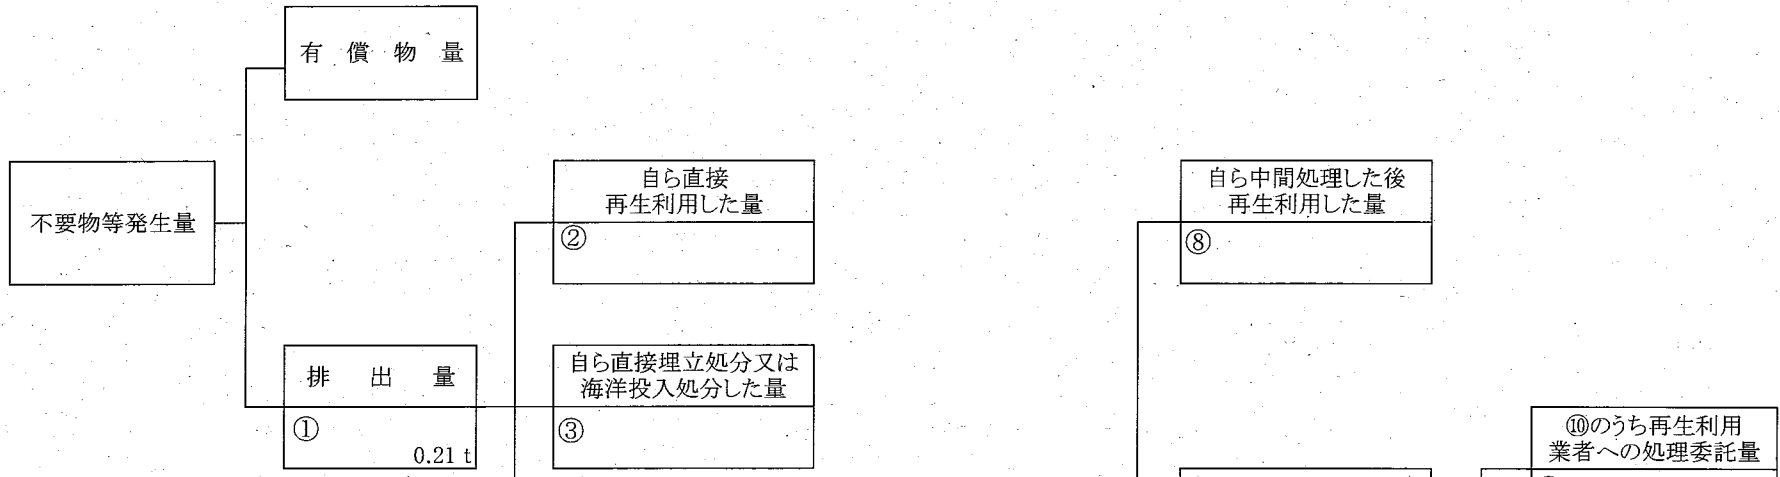 有償物量
不要物等発生量
自ら直接
再生利用した量
②
自ら中間処理した後
再生利用した量
⑧
排出量
①
0.21 t
自ら直接埋立処分又は
海洋投入処分した量
③
⑩のうち再生利用
業者への処理委託量